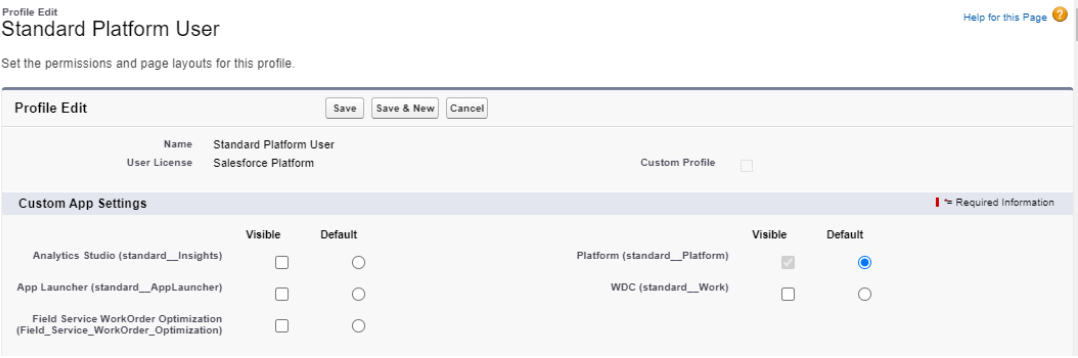 Profile Edit
Standard Platform User
Help for this Page ?
Set the permissions and page layouts for this profile.
Profile Edit Save Save & New Cancel
Name Standard Platform User
User License Salesforce Platform Custom Profile
Custom App Settings = Required Information
Visible Default Visible Default
Analytics Studio (standard__Insights) Platform (standard__Platform)
App Launcher (standard__AppLauncher) WDC (standard__Work)
Field Service WorkOrder Optimization
(Field_Service_WorkOrder_Optimization)